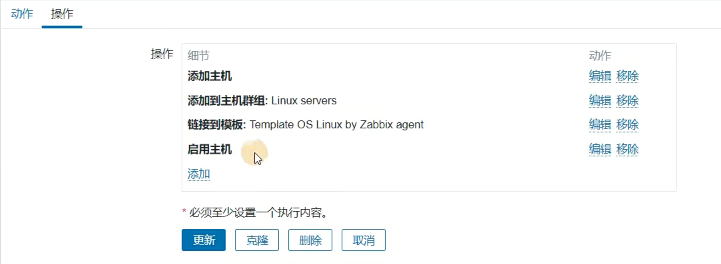 动作 操作
操作 细节 动作
添加主机 编辑 移除
添加到主机群组: Linux servers 编辑 移除
链接到模板: Template OS Linux by Zabbix agent 编辑 移除
启用主机 编辑 移除
添加
* 必须至少设置一个执行内容。
更新 克隆 删除 取消